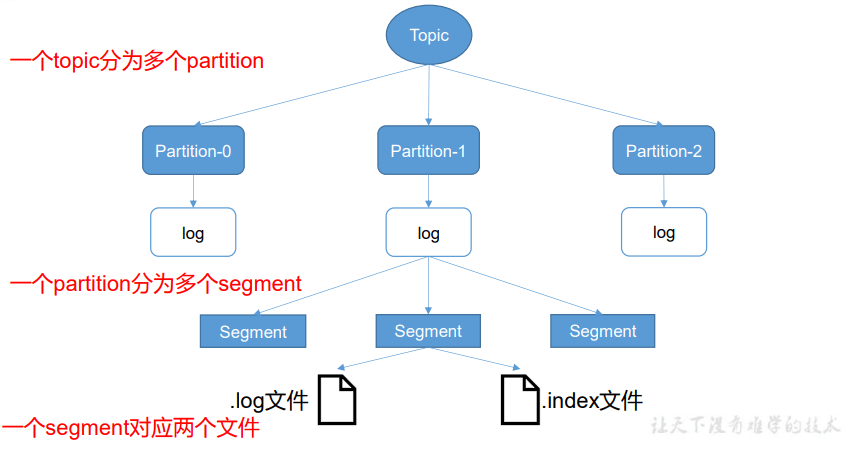 Topic
一个topic分为多个partition
Partition-0
Partition-1
Partition-2
log
log
log
一个partition分为多个segment
Segment
Segment
Segment
.log文件
.index文件
一个segment对应两个文件
让天下没有难学的技术